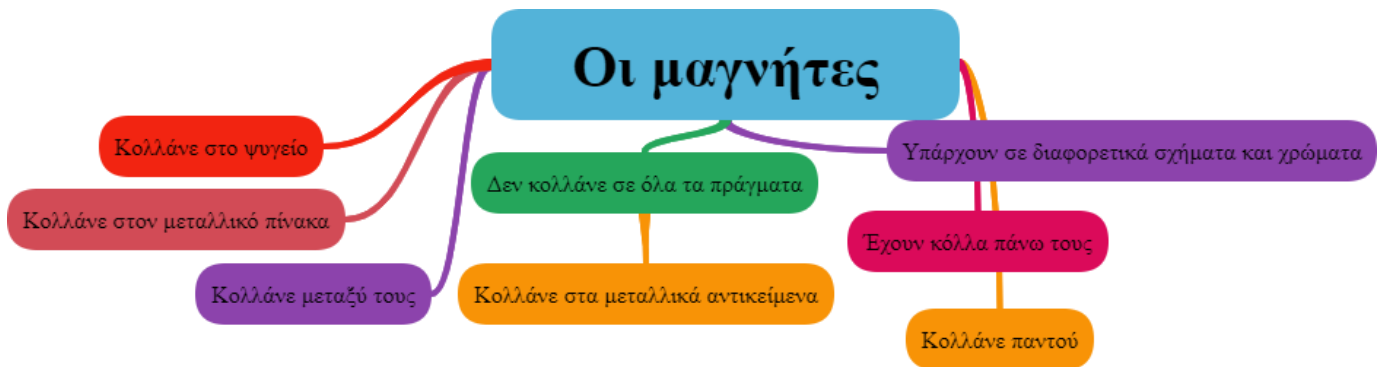 Οι μαγνήτες
Κολλάνε στο ψυγείο
Υπάρχουν σε διαφορετικά σχήματα και χρώματα
Δεν κολλάνε σε όλα τα πράγματα
Κολλάνε στον μεταλλικό πίνακα
Έχουν κόλλα πάνω τους
Κολλάνε μεταξύ τους
Κολλάνε στα μεταλλικά αντικείμενα
Κολλάνε παντού